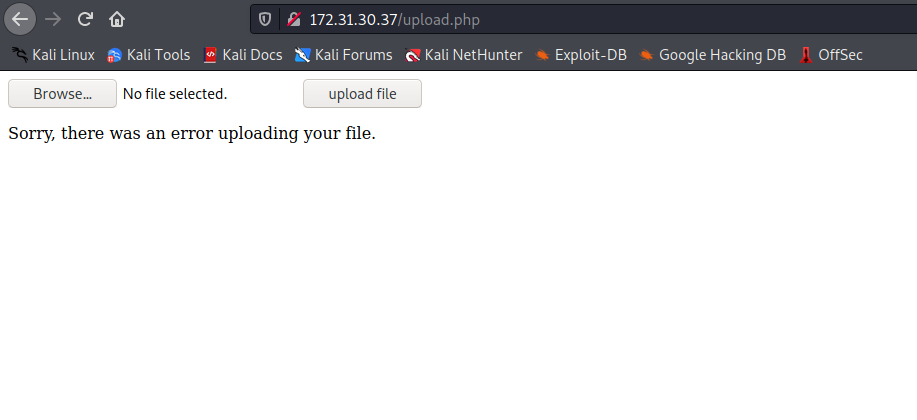 172.31.30.37/upload.php
Kali Linux Kali Tools Kali Docs Kali Forums Kali NetHunter Exploit-DB Google Hacking DB OffSec
Browse... No file selected. upload file
Sorry, there was an error uploading your file.